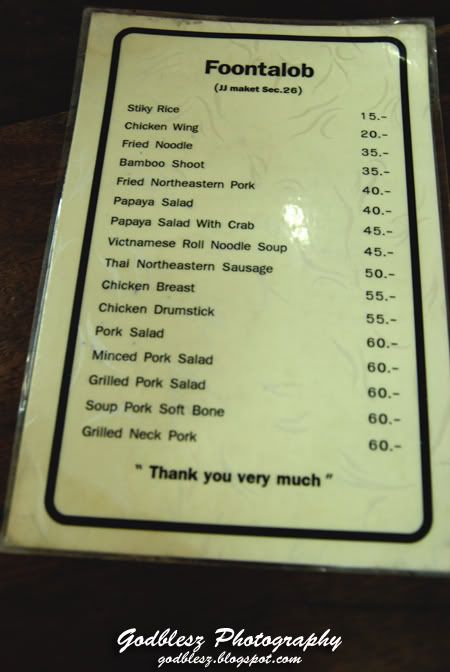 Foontalob
(JJ maket Sec.26)
Stiky Rice 15.-
Chicken Wing 20.-
Fried Noodle 35.-
Bamboo Shoot 35.-
Fried Northeastern Pork 40.-
Papaya Salad 40.-
Papaya Salad With Crab 45.-
Victnamese Roll Noodle Soup 45.-
Thai Northeastern Sausage 50.-
Chicken Breast 55.-
Chicken Drumstick 55.-
Pork Salad 60.-
Minced Pork Salad 60.-
Grilled Pork Salad 60.-
Soup Pork Soft Bone 60.-
Grilled Neck Pork 60.-
" Thank you very much "
Godblesz Photography
godblesz.blogspot.com